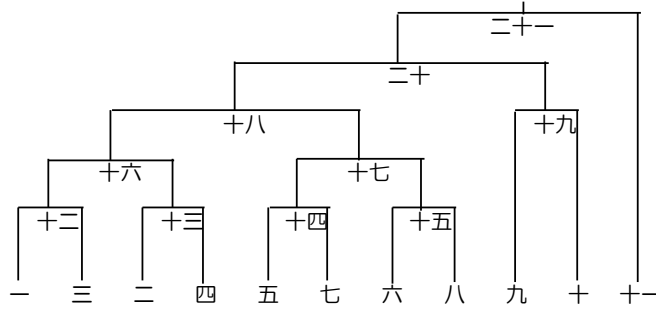 二十一
二十
十八 十九
十六 十七
十二 十三 十四 十五
一 三 二 四 五 七 六 八 九 十 十一